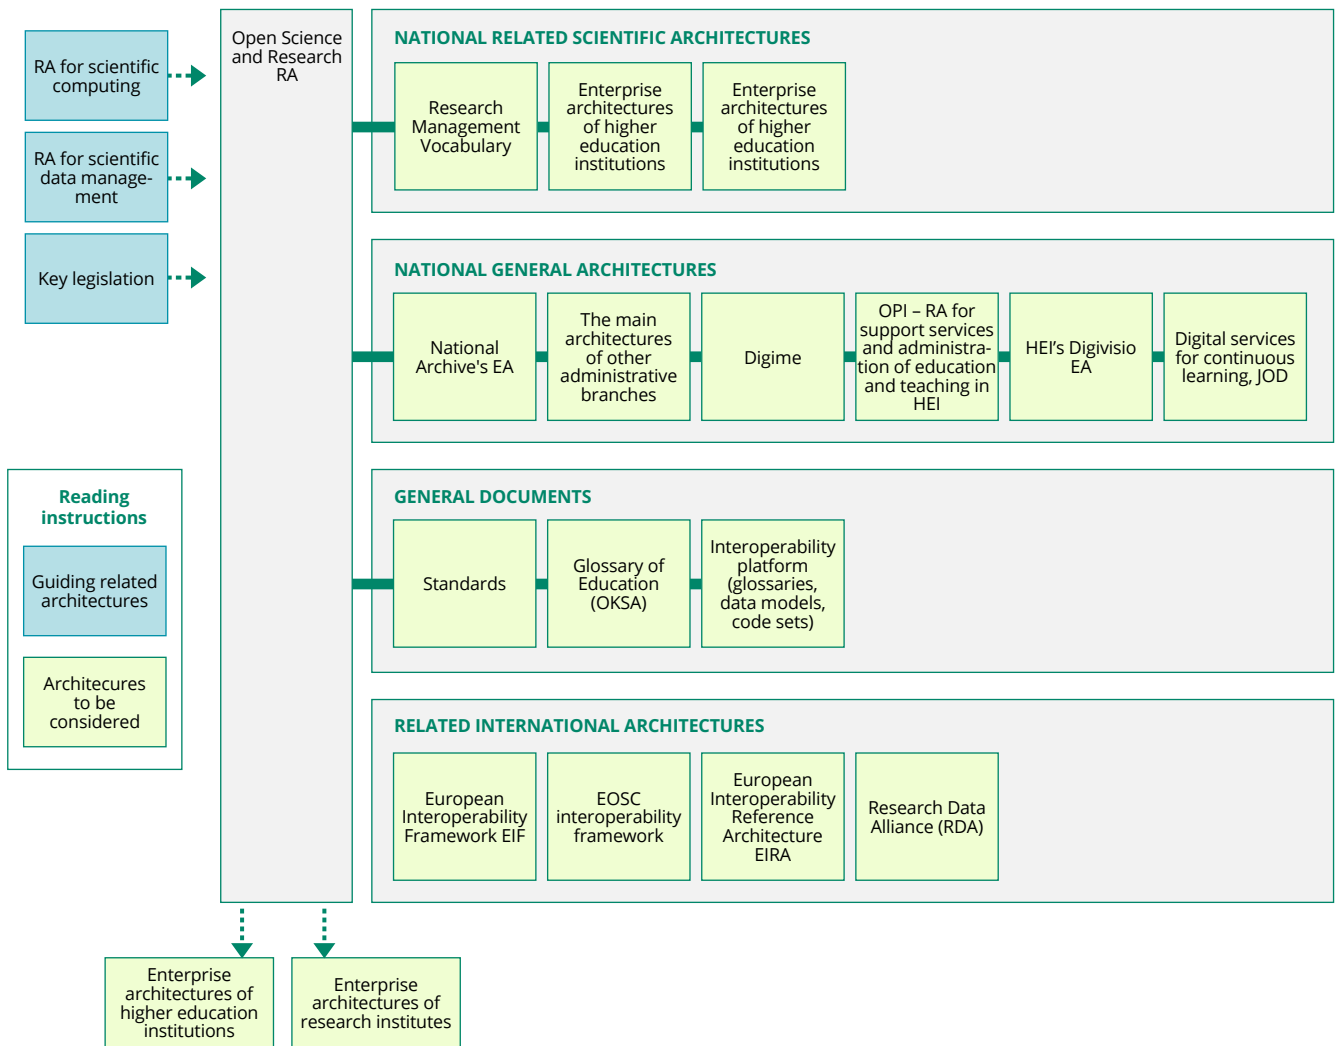 RA for scientific
computing
RA for scientific
data manage-
ment
Key legislation
Open Science
and Research
RA
NATIONAL RELATED SCIENTIFIC ARCHITECTURES
Research
Management
Vocabulary
Enterprise
architectures
of higher
education
institutions
Enterprise
architectures
of higher
education
institutions
NATIONAL GENERAL ARCHITECTURES
National
Archive's EA
The main
architectures
of other
administrative
branches
Digime
OPI – RA for
support services
and administra-
tion of education
and teaching in
HEI
HEI’s Digivisio
EA
Digital services
for continuous
learning, JOD
Reading
instructions
Guiding related
architectures
Architecures
to be
considered
GENERAL DOCUMENTS
Standards
Glossary of
Education
(OKSA)
Interoperability
platform
(glossaries,
data models,
code sets)
RELATED INTERNATIONAL ARCHITECTURES
European
Interoperability
Framework EIF
EOSC
interoperability
framework
European
Interoperability
Reference
Architecture
EIRA
Research Data
Alliance (RDA)
Enterprise
architectures of
higher education
institutions
Enterprise
architectures of
research institutes